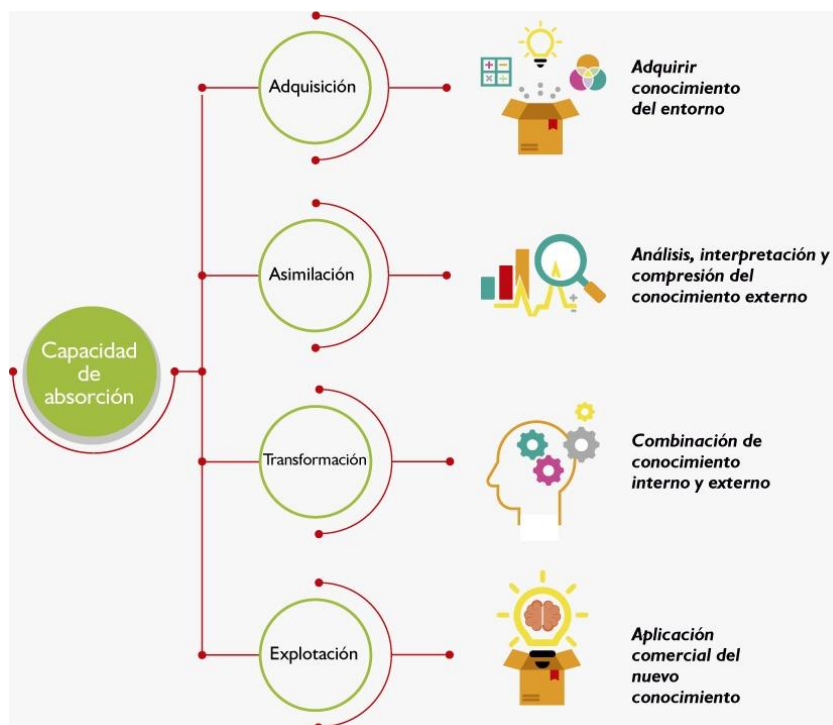 Adquisición
Adquirir
conocimiento
del entorno
Asimilación
Análisis, interpretación y
compresión del
conocimiento externo
Capacidad
de
absorción
Transformación
Combinación de
conocimiento
interno y externo
Explotación
Aplicación
comercial del
nuevo
conocimiento